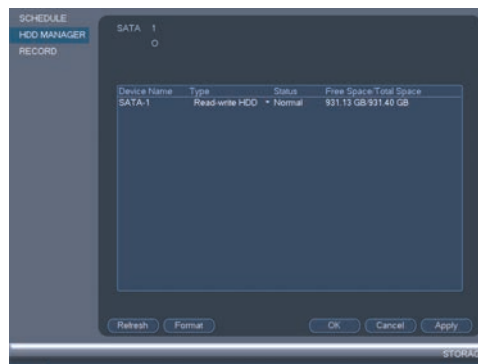 SCHEDULE
HDD MANAGER
RECORD
SATA 1
O
Device Name Type Status Free Space/Total Space
SATA-1 Read-write HDD Normal 931.13 GB/931.40 GB
Refresh Format OK Cancel Apply
STORAG